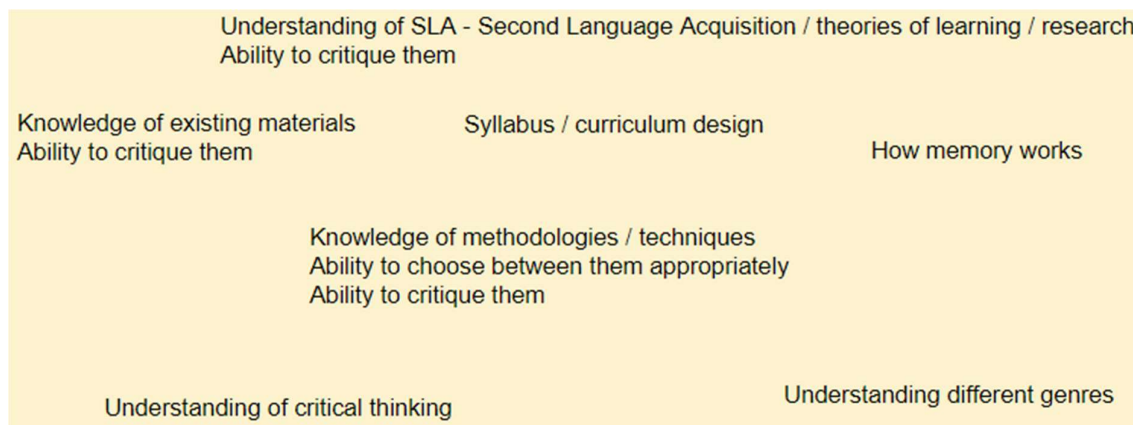 Understanding of SLA - Second Language Acquisition / theories of learning / research
Ability to critique them
Knowledge of existing materials
Ability to critique them
Syllabus / curriculum design
How memory works
Knowledge of methodologies / techniques
Ability to choose between them appropriately
Ability to critique them
Understanding of critical thinking
Understanding different genres